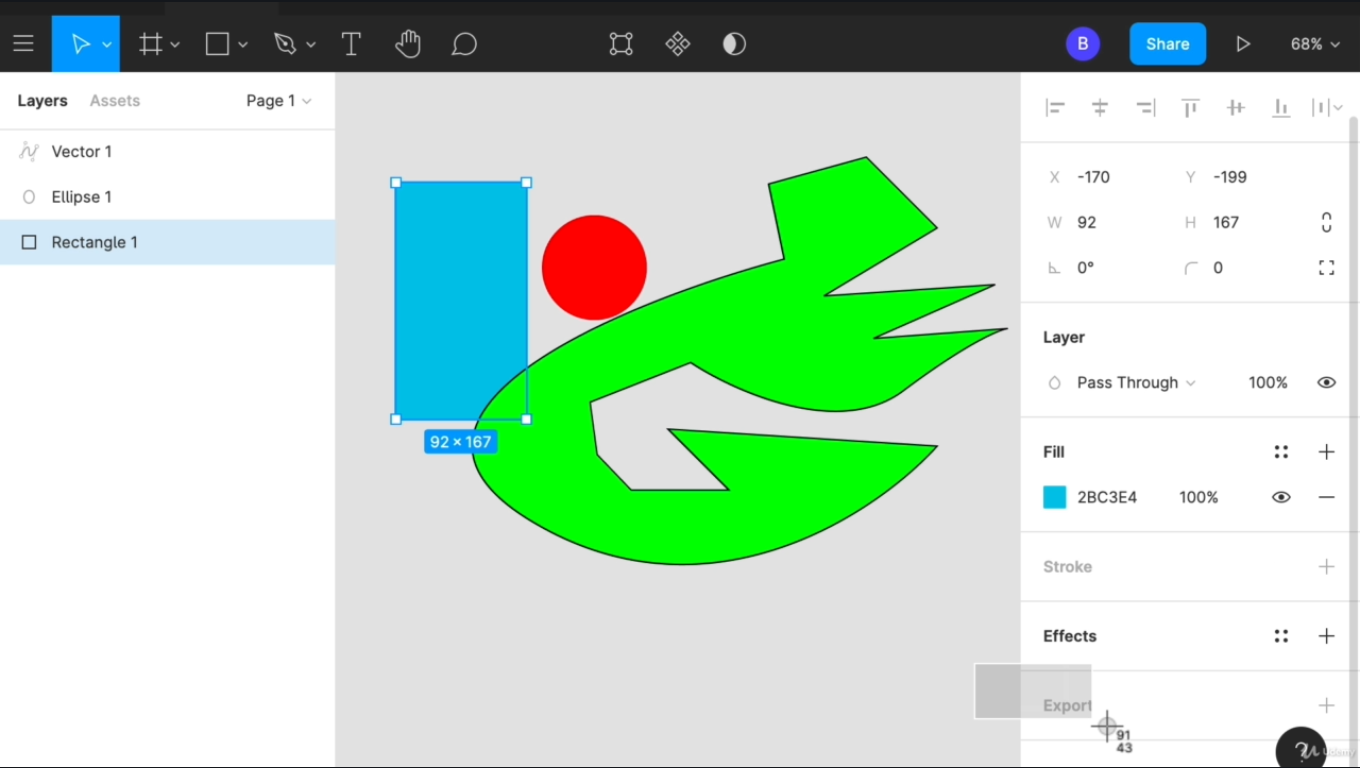 B
Share
68%
Layers
Assets
Page 1
Vector 1
Ellipse 1
Rectangle 1
92 × 167
X -170
Y -199
W 92
H 167
0°
0
Layer
Pass Through
100%
Fill
2BC3E4
100%
Stroke
Effects
Export
91
43
?
Udemy